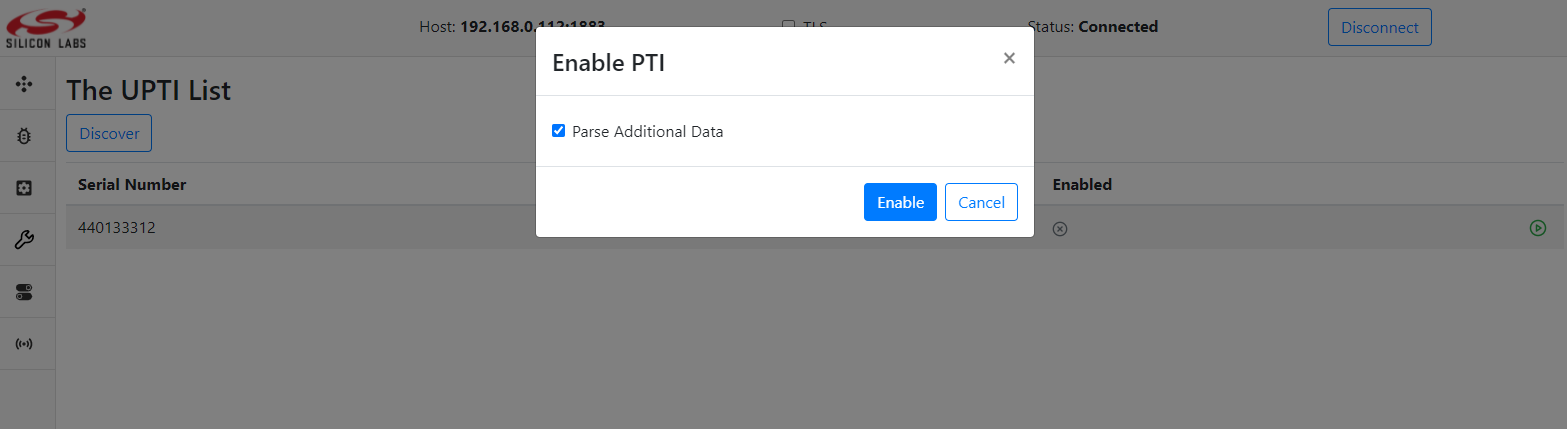 SILICON LABS
Host: 192.168.0.112:1883
TLS
Status: Connected
Disconnect
Enable PTI
×
The UPTI List
Discover
Parse Additional Data
Serial Number
Enabled
Enable
Cancel
440133312